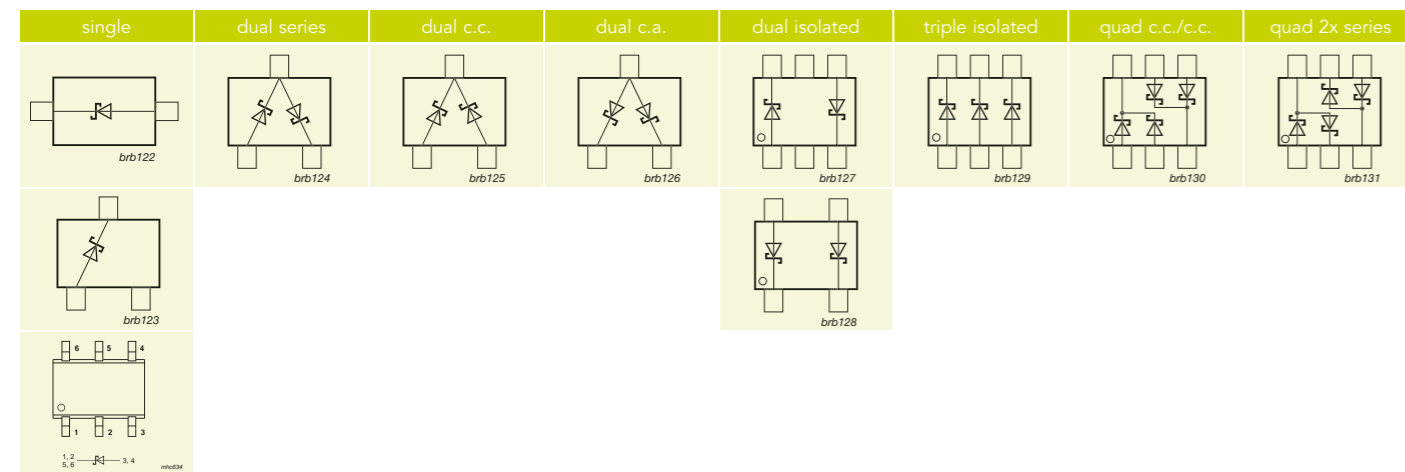 single dual series dual c.c. dual c.a. dual isolated triple isolated quad c.c./c.c. quad 2x series
brb122 brb124 brb125 brb126 brb127 brb129 brb130 brb131
brb123 brb128
6 5 4
1 2 3
1, 2
5, 6
3, 4
mhc634